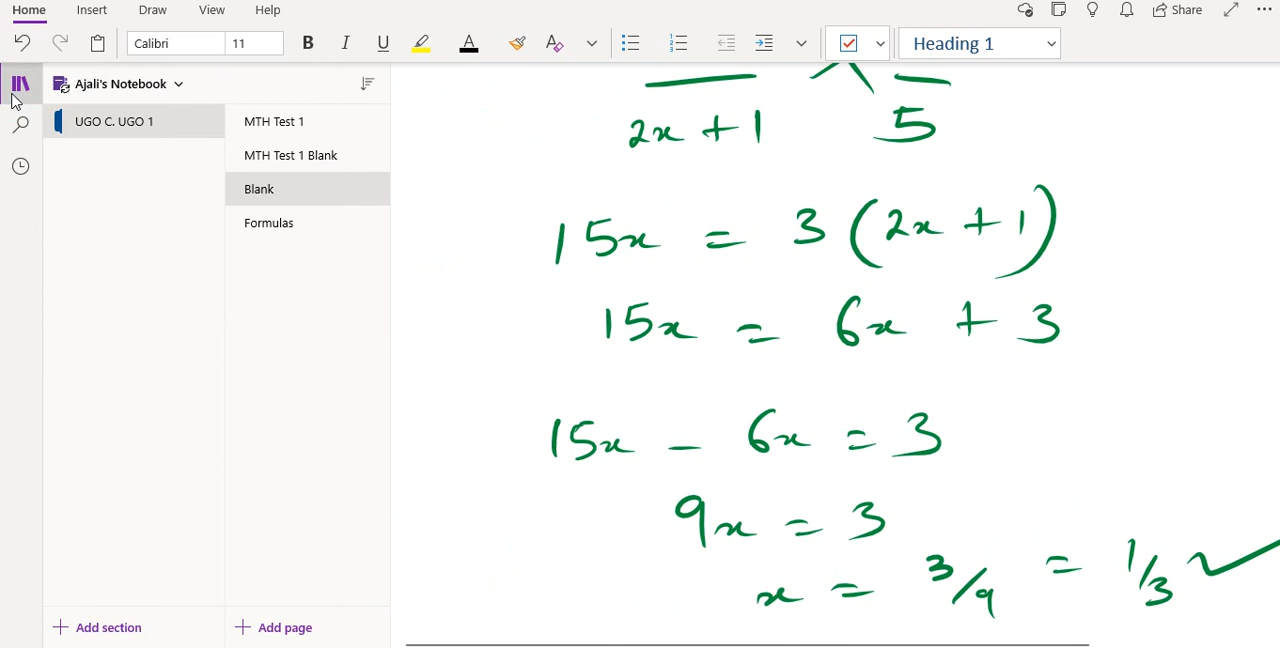 Home Insert Draw View Help
Share
Calibri 11 B I U A A Heading 1
Ajali's Notebook
UGO C. UGO 1
MTH Test 1
MTH Test 1 Blank
Blank
Formulas
Add section
Add page
2x + 1 5
15x = 3 (2x + 1)
15x = 6x + 3
15x - 6x = 3
9x = 3
x = 3/9 = 1/3 ✓